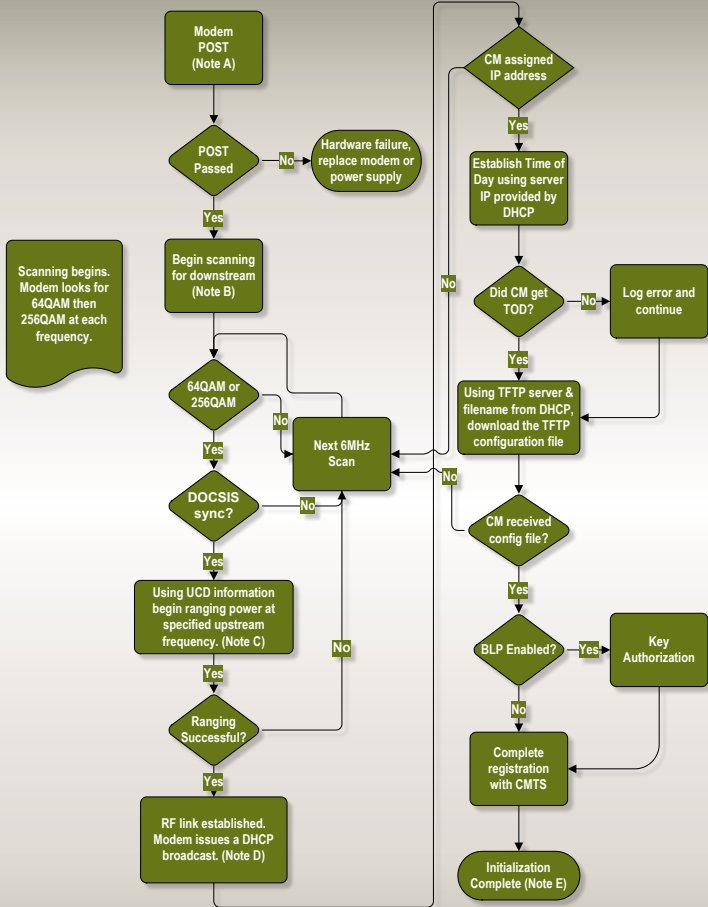 Modem
POST
(Note A)
POST
Passed
No
Hardware failure,
replace modem or
power supply
Yes
Begin scanning
for downstream
(Note B)
Scanning begins.
Modem looks for
64QAM then
256QAM at each
frequency.
64QAM or
256QAM
No
Next 6MHz
Scan
Yes
DOCSIS
sync?
No
Yes
Using UCD information
begin ranging power at
specified upstream
frequency. (Note C)
No
Yes
Ranging
Successful?
Yes
RF link established.
Modem issues a DHCP
broadcast. (Note D)
CM assigned
IP address
No
Yes
Establish Time of
Day using server
IP provided by
DHCP
Did CM get
TOD?
No
Log error and
continue
Yes
Using TFTP server &
filename from DHCP,
download the TFTP
configuration file
No
CM received
config file?
Yes
BLP Enabled?
Yes
Key
Authorization
No
Complete
registration
with CMTS
Initialization
Complete (Note E)